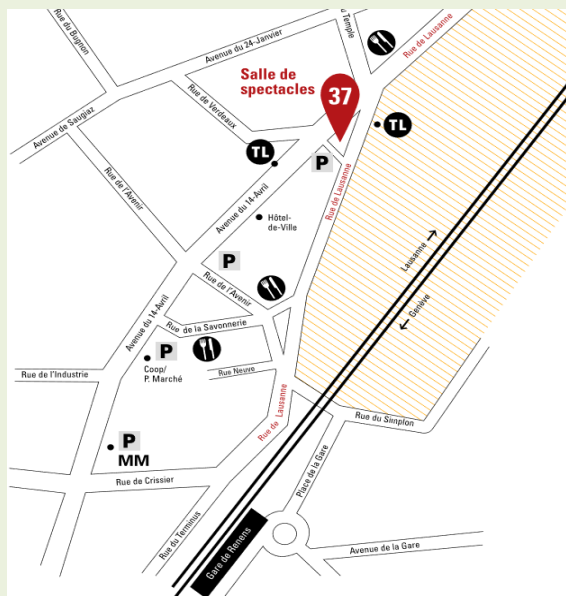 Rue du Bugnon
Avenue du 24-Janvier
u Temple
Rue de Lausanne
Salle de
spectacles
37
Rue de Verdeaux
Avenue de Saugiaz
TL
TL
P
Rue de l'Avenir
Avenue du 14-Avril
Rue de Lausanne
Hôtel-
de-Ville
Lausanne
P
Rue de l'Avenir
Genève
Avenue du 14-Avril
Rue de la Savonnerie
P
Coop/
P. Marché
Rue Neuve
Rue de l'Industrie
Rue de Lausanne
Rue du Simplon
P
MM
Place de la Gare
Rue de Crissier
Rue du Terminus
Gare de Renens
Avenue de la Gare